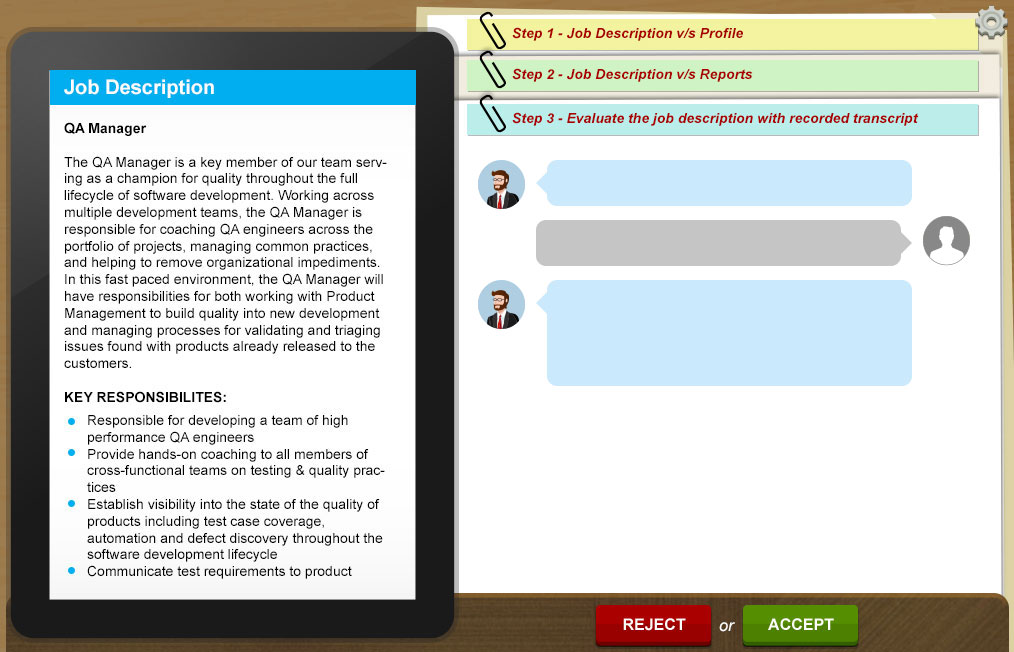 Job Description
QA Manager
The QA Manager is a key member of our team serv-
ing as a champion for quality throughout the full
lifecycle of software development. Working across
multiple development teams, the QA Manager is
responsible for coaching QA engineers across the
portfolio of projects, managing common practices,
and helping to remove organizational impediments.
In this fast paced environment, the QA Manager will
have responsibilities for both working with Product
Management to build quality into new development
and managing processes for validating and triaging
issues found with products already released to the
customers.
KEY RESPONSIBILITES:
Responsible for developing a team of high
performance QA engineers
Provide hands-on coaching to all members of
cross-functional teams on testing & quality prac-
tices
Establish visibility into the state of the quality of
products including test case coverage,
automation and defect discovery throughout the
software development lifecycle
Communicate test requirements to product
Step 1 - Job Description v/s Profile
Step 2 - Job Description v/s Reports
Step 3 - Evaluate the job description with recorded transcript
REJECT or ACCEPT